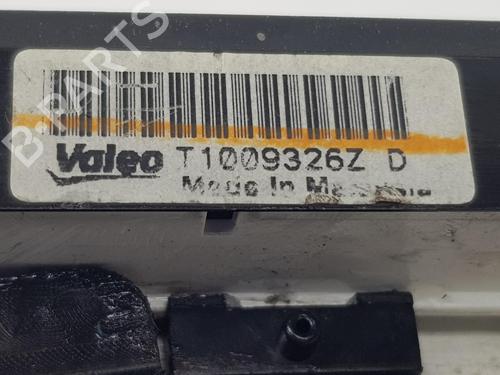 B-PARTS
Valeo T1009326Z D
Made In